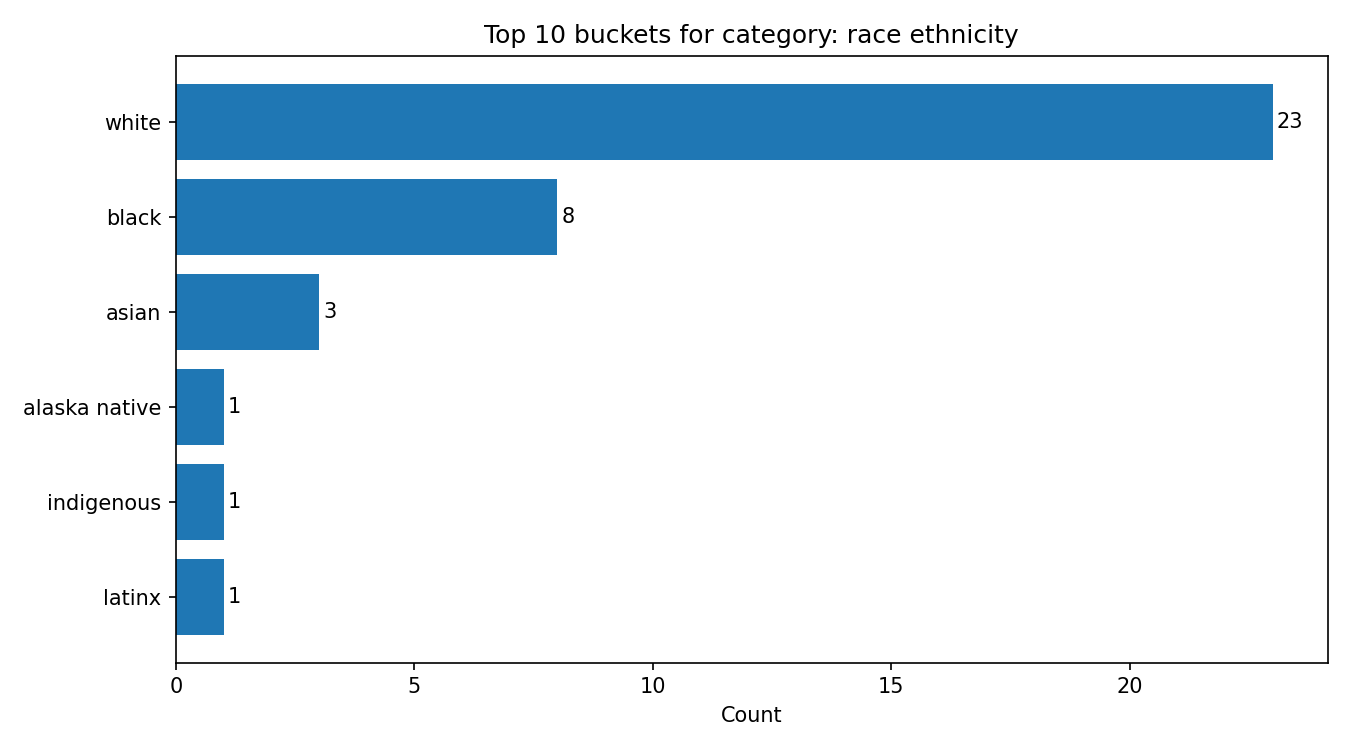 Top 10 buckets for category: race ethnicity
white 23
black 8
asian 3
alaska native 1
indigenous 1
latinx 1
0 5 10 15 20
Count